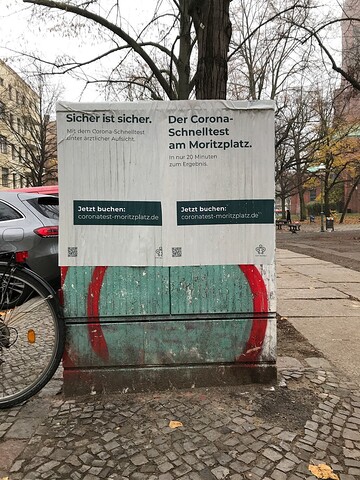 Sicher ist sicher.
Mit dem Corona-Schnelltest
unter ärztlicher Aufsicht.
Jetzt buchen:
coronatest-moritzplatz.de
Der Corona-
Schnelltest
am Moritzplatz.
In nur 20 Minuten
zum Ergebnis.
Jetzt buchen:
coronatest-moritzplatz.de